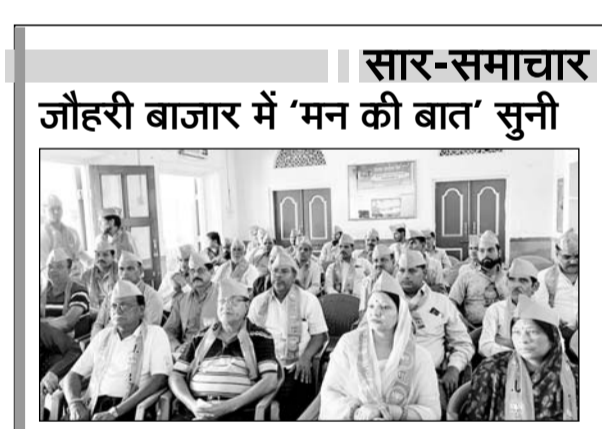 सार-समाचार
जौहरी बाजार में ‘मन की बात’ सुनी